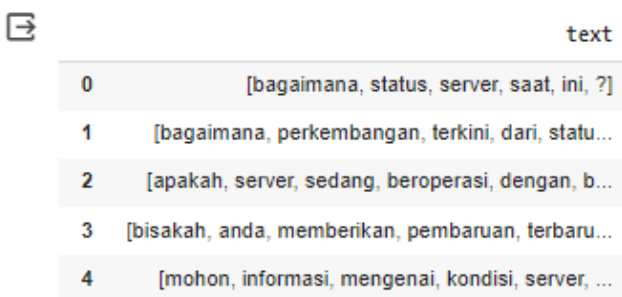 text
0 [bagaimana, status, server, saat, ini, ?]
1 [bagaimana, perkembangan, terkini, dari, statu...
2 [apakah, server, sedang, beroperasi, dengan, b...
3 [bisakah, anda, memberikan, pembaruan, terbaru...
4 [mohon, informasi, mengenai, kondisi, server, ...